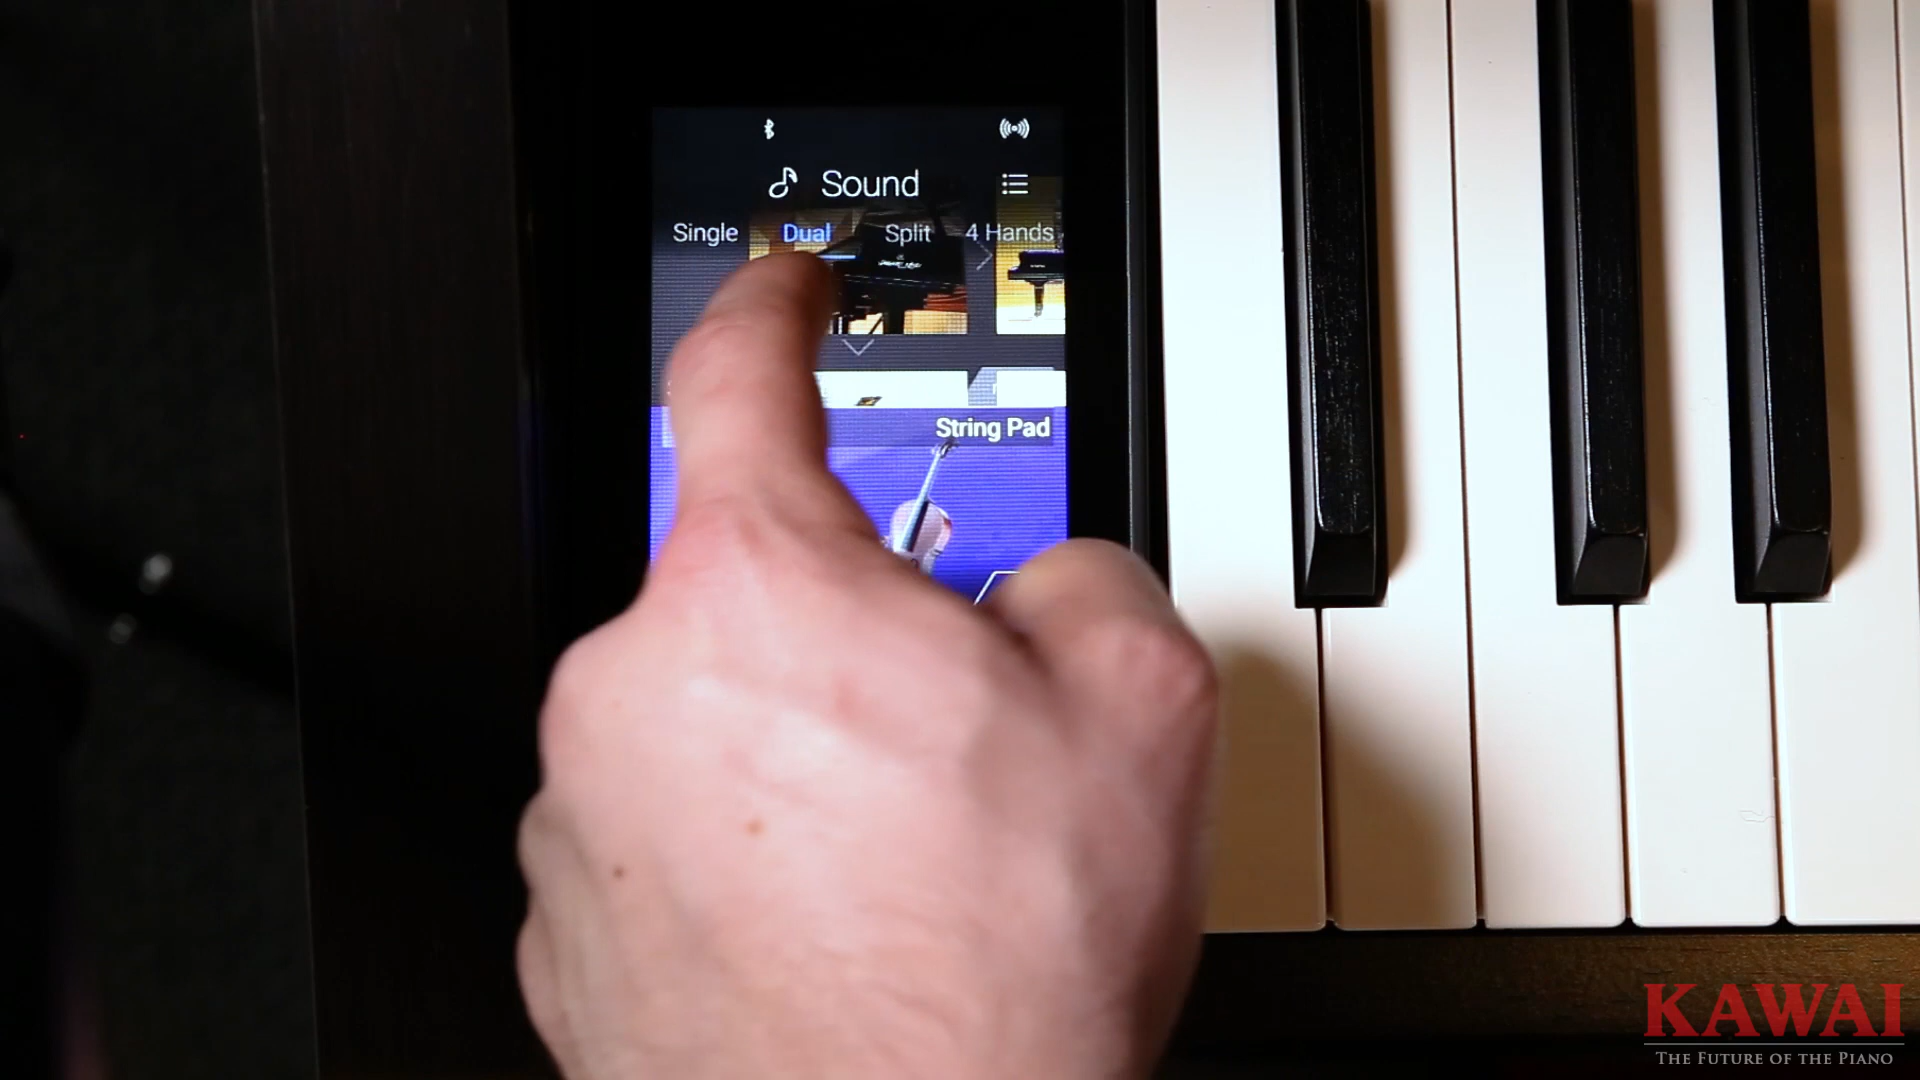 Sound
Single Dual Split 4 Hands
String Pad
KAWAI
THE FUTURE OF THE PIANO